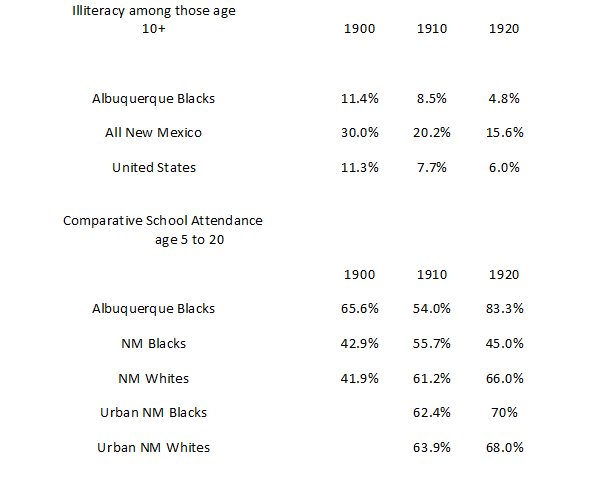 Illiteracy among those age
10+ 1900 1910 1920
Albuquerque Blacks 11.4% 8.5% 4.8%
All New Mexico 30.0% 20.2% 15.6%
United States 11.3% 7.7% 6.0%
Comparative School Attendance
age 5 to 20
1900 1910 1920
Albuquerque Blacks 65.6% 54.0% 83.3%
NM Blacks 42.9% 55.7% 45.0%
NM Whites 41.9% 61.2% 66.0%
Urban NM Blacks 62.4% 70%
Urban NM Whites 63.9% 68.0%